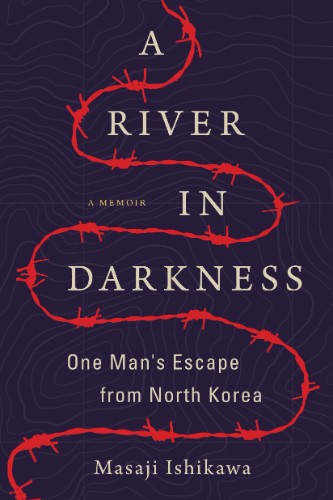 A
RIVER
A MEMOIR
IN
DARKNESS
One Man's Escape
from North Korea
Masaji Ishikawa